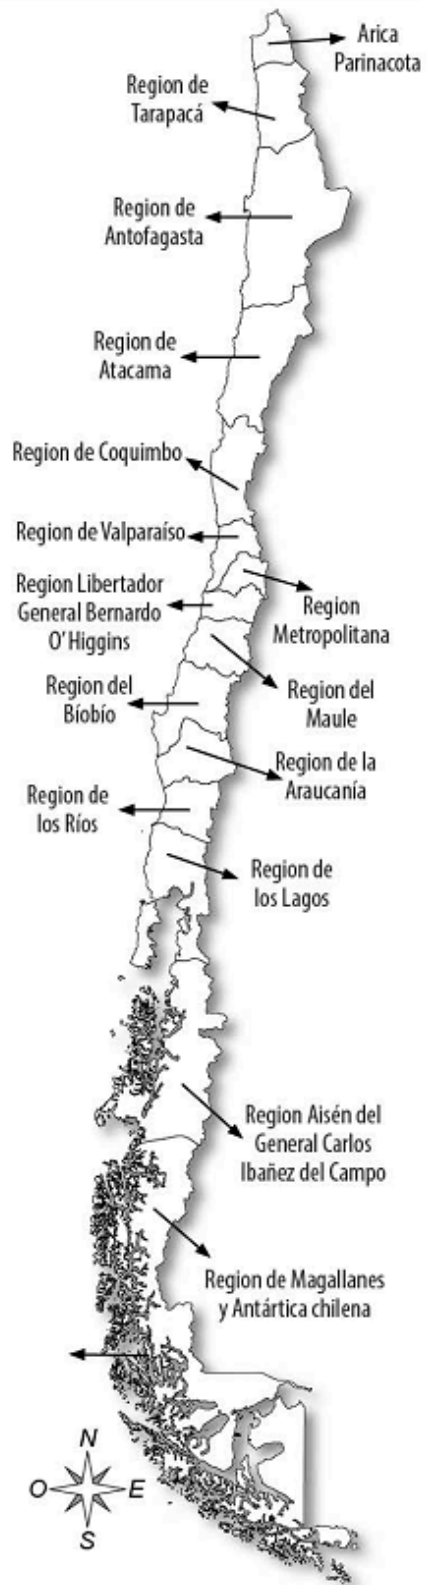 Arica
Parinacota
Region de
Tarapacá
Region de
Antofagasta
Region de
Atacama
Region de Coquimbo
Region de Valparaíso
Region Libertador
General Bernardo
O'Higgins
Region
Metropolitana
Region del
Maule
Region del
Bíobío
Region de la
Araucanía
Region de
los Ríos
Region de
los Lagos
Region Aisén del
General Carlos
Ibañez del Campo
Region de Magallanes
y Antártica chilena
N
O
E
S